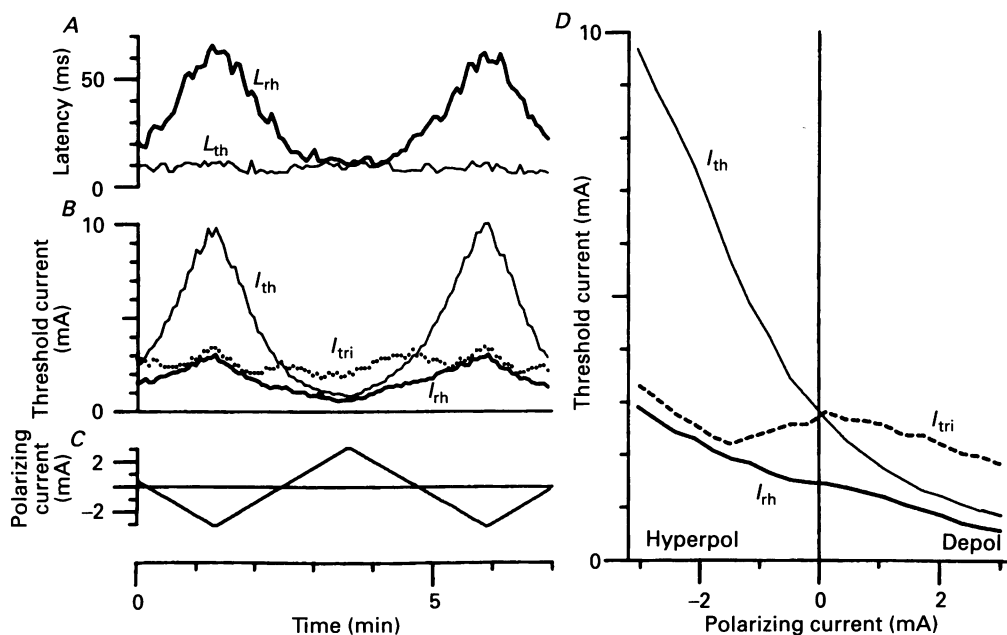 A
Latency (ms)
50
0
L_rh
L_th
B
Threshold current
(mA)
10
0
I_th
I_tri
I_rh
C
Polarizing
current
(mA)
2
−2
0
5
Time (min)
D
Threshold current (mA)
10
0
I_th
I_tri
I_rh
Hyperpol
Depol
−2
0
2
Polarizing current (mA)